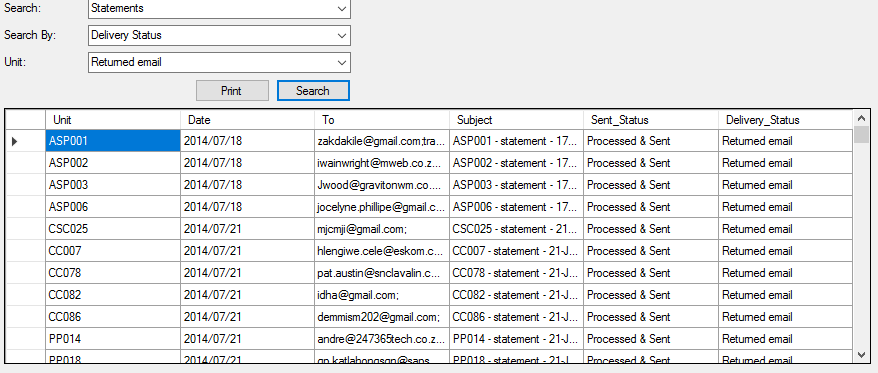 Search: Statements
Search By: Delivery Status
Unit: Returned email
Print Search
Unit Date To Subject Sent_Status Delivery_Status
ASP001 2014/07/18 zakdakile@gmail.com;tra... ASP001 - statement - 17... Processed & Sent Returned email
ASP002 2014/07/18 iwainwright@mweb.co.z... ASP002 - statement - 17... Processed & Sent Returned email
ASP003 2014/07/18 Jwood@gravitonwm.co.... ASP003 - statement - 17... Processed & Sent Returned email
ASP006 2014/07/18 jocelyne.phillipe@gmail.c... ASP006 - statement - 17... Processed & Sent Returned email
CSC025 2014/07/21 mjcmji@gmail.com; CSC025 - statement - 21... Processed & Sent Returned email
CC007 2014/07/21 hlengiwe.cele@eskom.c... CC007 - statement - 21-J... Processed & Sent Returned email
CC078 2014/07/21 pat.austin@snclavalin.c... CC078 - statement - 21-J... Processed & Sent Returned email
CC082 2014/07/21 idha@gmail.com; CC082 - statement - 21-J... Processed & Sent Returned email
CC086 2014/07/21 demmism202@gmail.com; CC086 - statement - 21-J... Processed & Sent Returned email
PP014 2014/07/21 andre@247365tech.co.z... PP014 - statement - 21-J... Processed & Sent Returned email
PP018 2014/07/21 PP018 - statement - 21-J... Processed & Sent Returned email